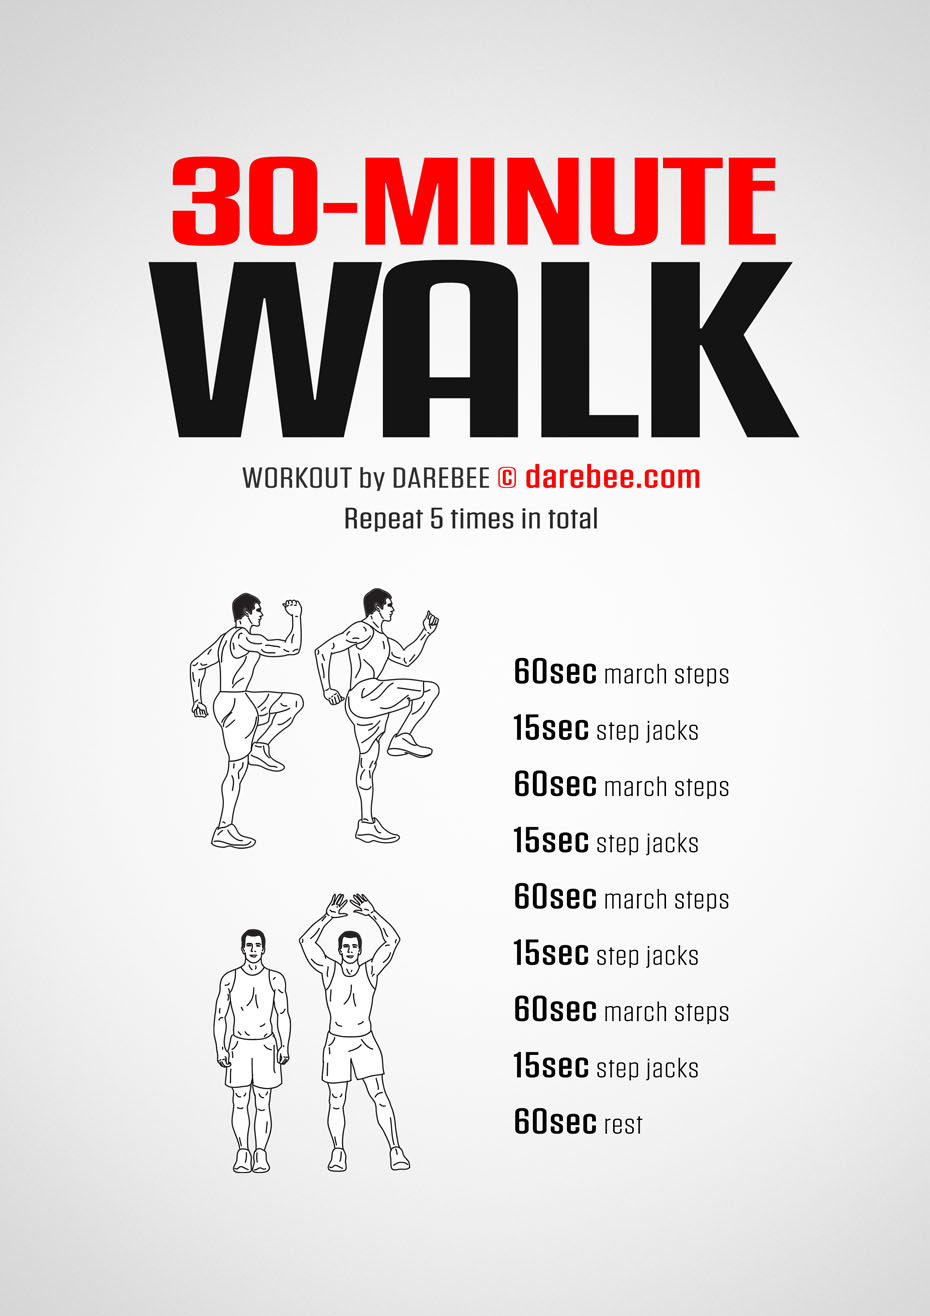 30-MINUTE
WALK
WORKOUT by DAREBEE © darebee.com
Repeat 5 times in total
60sec march steps
15sec step jacks
60sec march steps
15sec step jacks
60sec march steps
15sec step jacks
60sec march steps
15sec step jacks
60sec rest